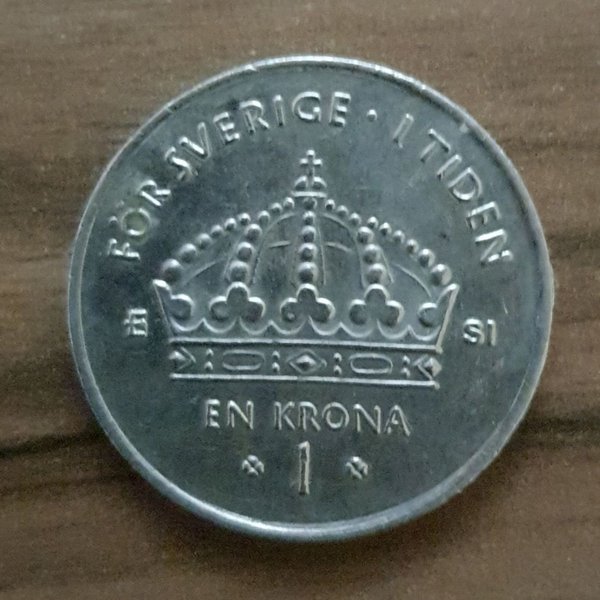 FÖR SVERIGE · I TIDEN
SI
EN KRONA
1